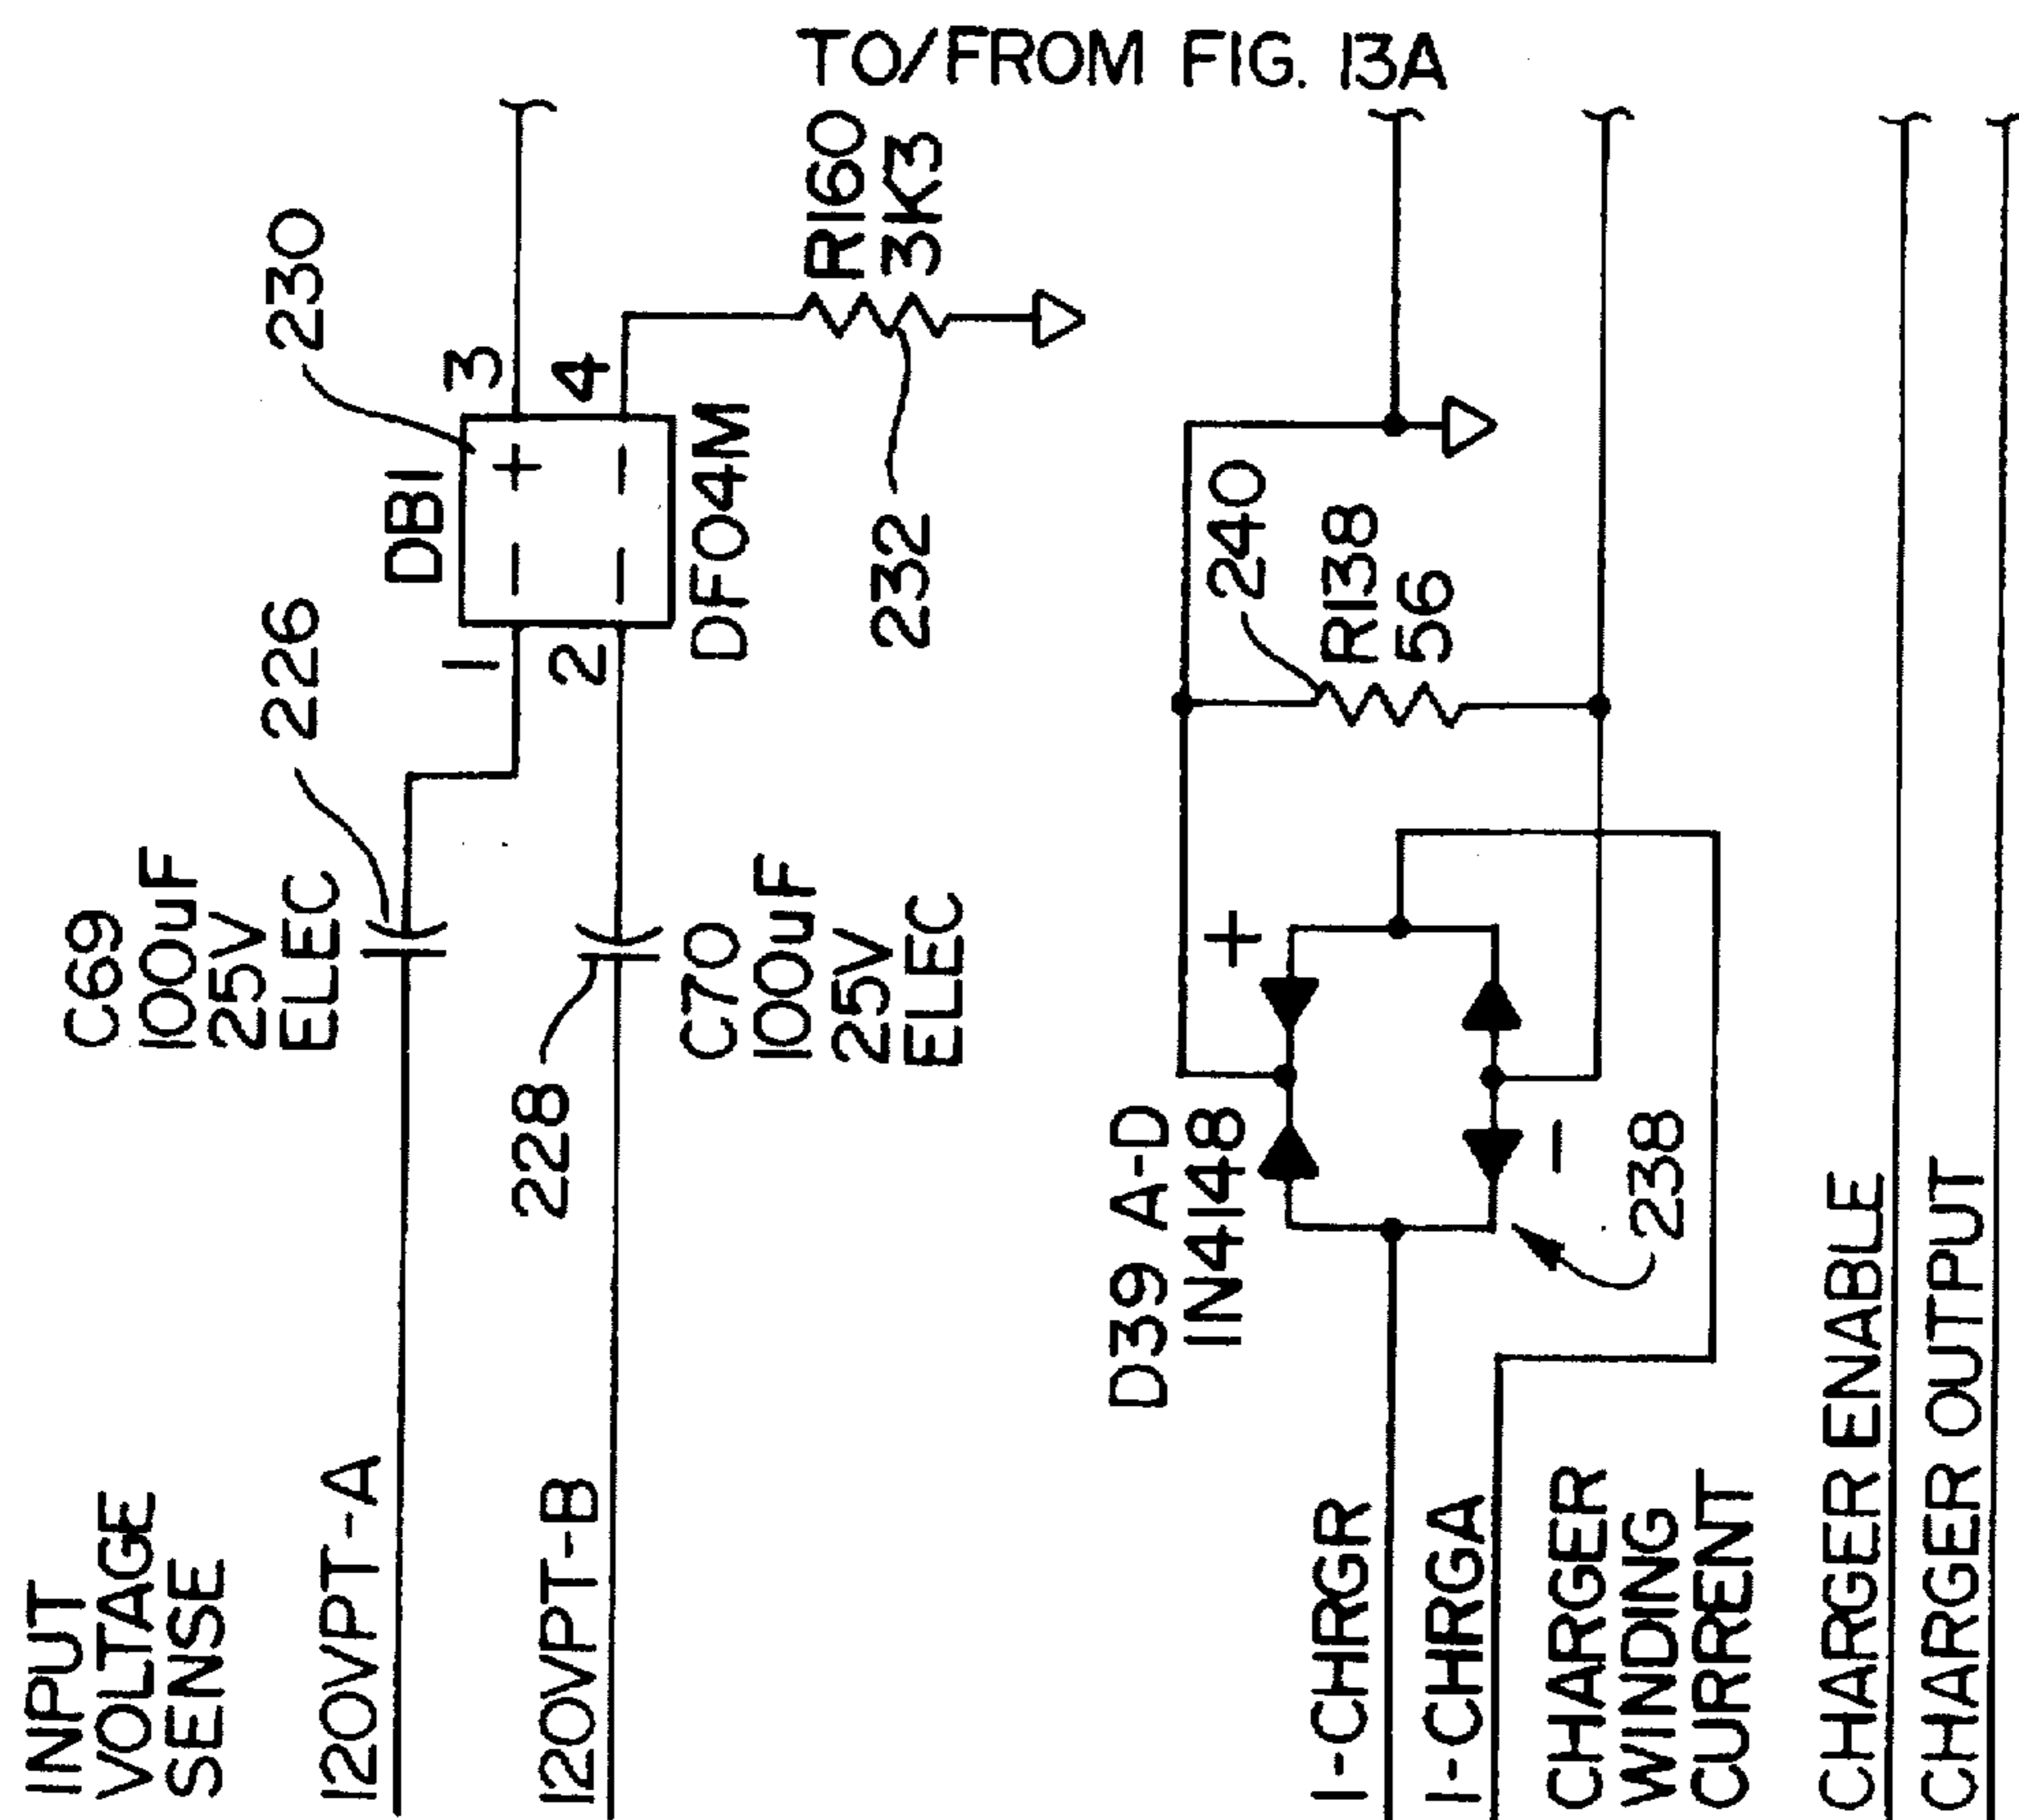 TO/FROM FIG. 13A
INPUT
VOLTAGE
SENSE
120VPT-A
120VPT-B
C69
100uF
25V
ELEC
226
228
C70
100uF
25V
ELEC
230
DB1
1
2
3
4
+
-
-
-
DF04M
R160
3K3
232
I-CHRGR
I-CHRGA
CHARGER
WINDING
CURRENT
D39 A-D
IN4148
+
-
238
240
R138
56
CHARGER ENABLE
CHARGER OUTPUT